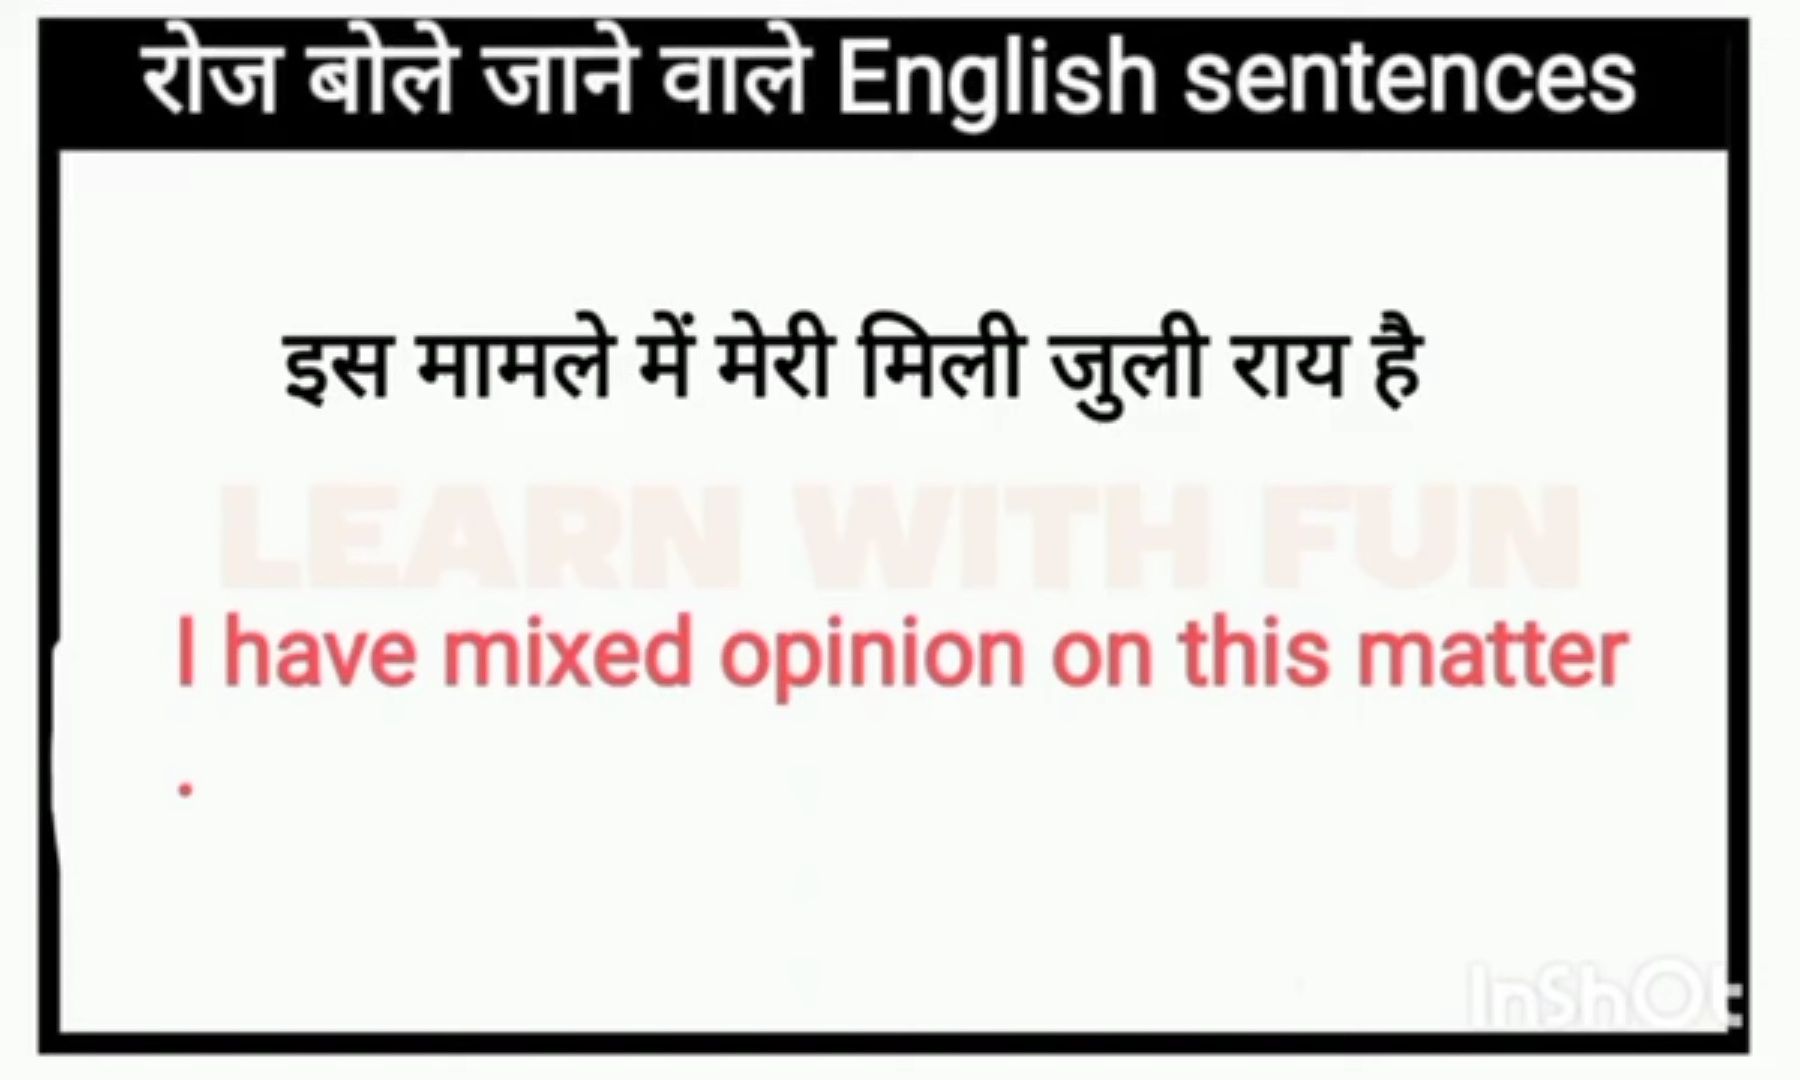 रोज बोले जाने वाले English sentences
इस मामले में मेरी मिली जुली राय है
LEARN WITH FUN
I have mixed opinion on this matter
.
InShOt